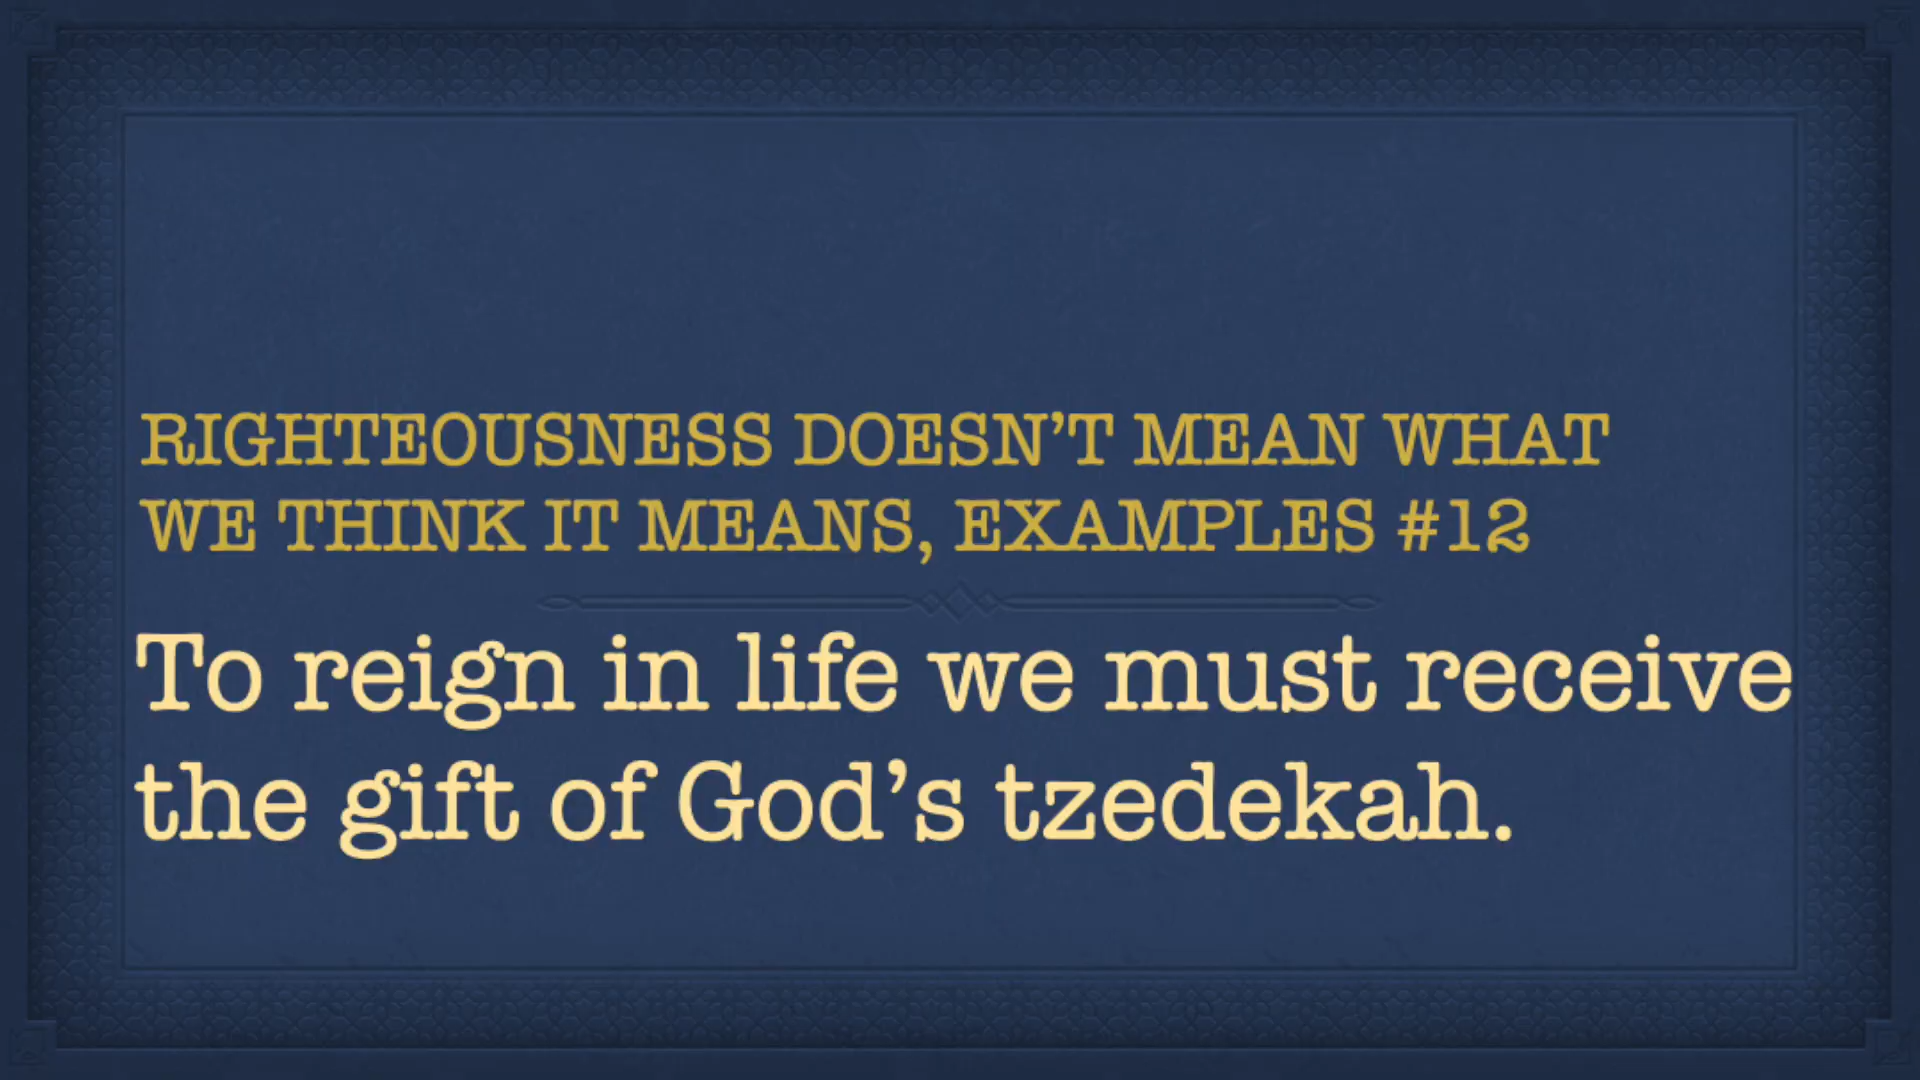 RIGHTEOUSNESS DOESN’T MEAN WHAT
WE THINK IT MEANS, EXAMPLES #12
To reign in life we must receive
the gift of God’s tzedekah.